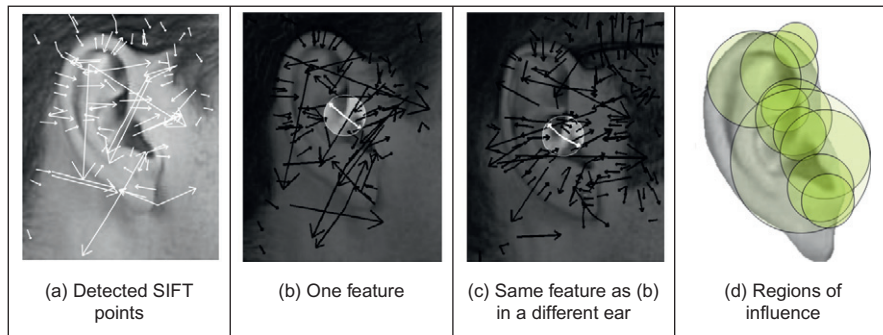 (a) Detected SIFT
points
(b) One feature
(c) Same feature as (b)
in a different ear
(d) Regions of
influence